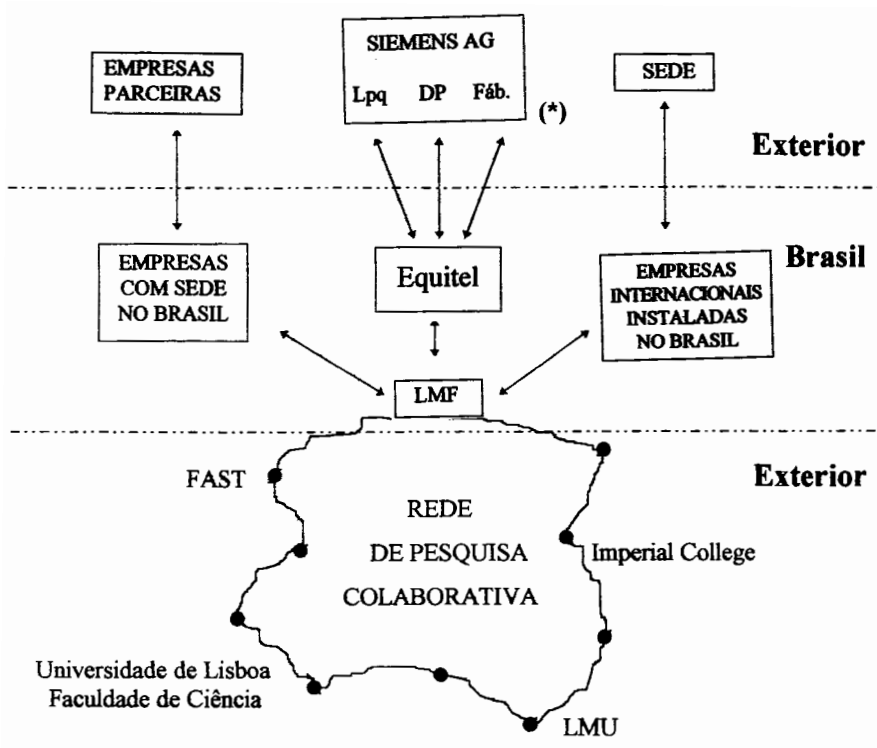 EMPRESAS
PARCEIRAS
SIEMENS AG
Lpq DP Fáb.
(*)
SEDE
Exterior
EMPRESAS
COM SEDE
NO BRASIL
Equitel
EMPRESAS
INTERNACIONAIS
INSTALADAS
NO BRASIL
Brasil
LMF
Exterior
FAST
REDE
DE PESQUISA
COLABORATIVA
Imperial College
Universidade de Lisboa
Faculdade de Ciência
LMU